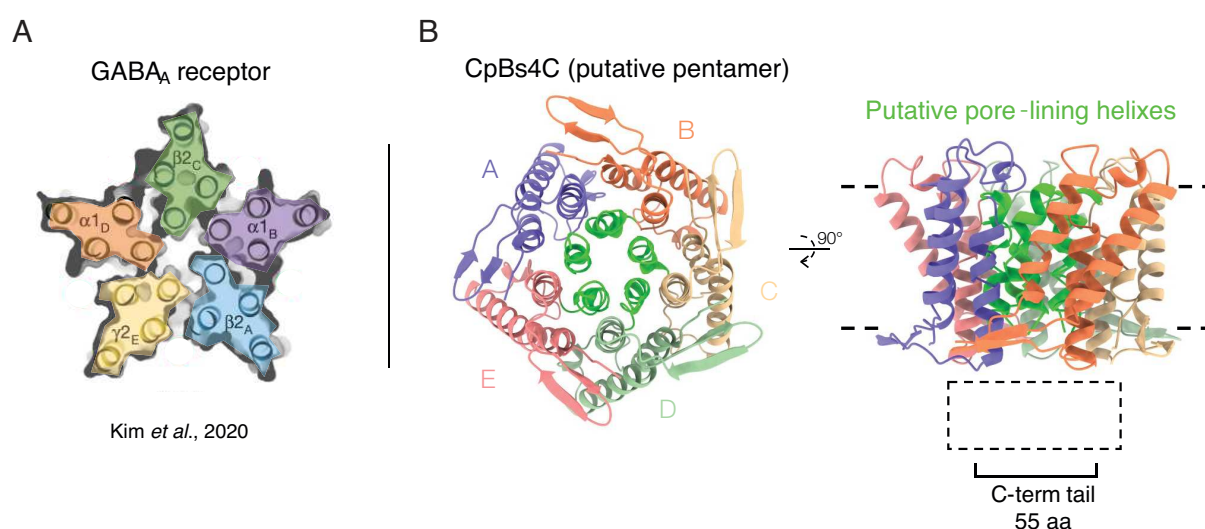 A
GABAA receptor
β2C
α1D
α1B
γ2E
β2A
Kim et al., 2020
B
CpBs4C (putative pentamer)
A
B
C
D
E
90°
Putative pore-lining helixes
C-term tail
55 aa